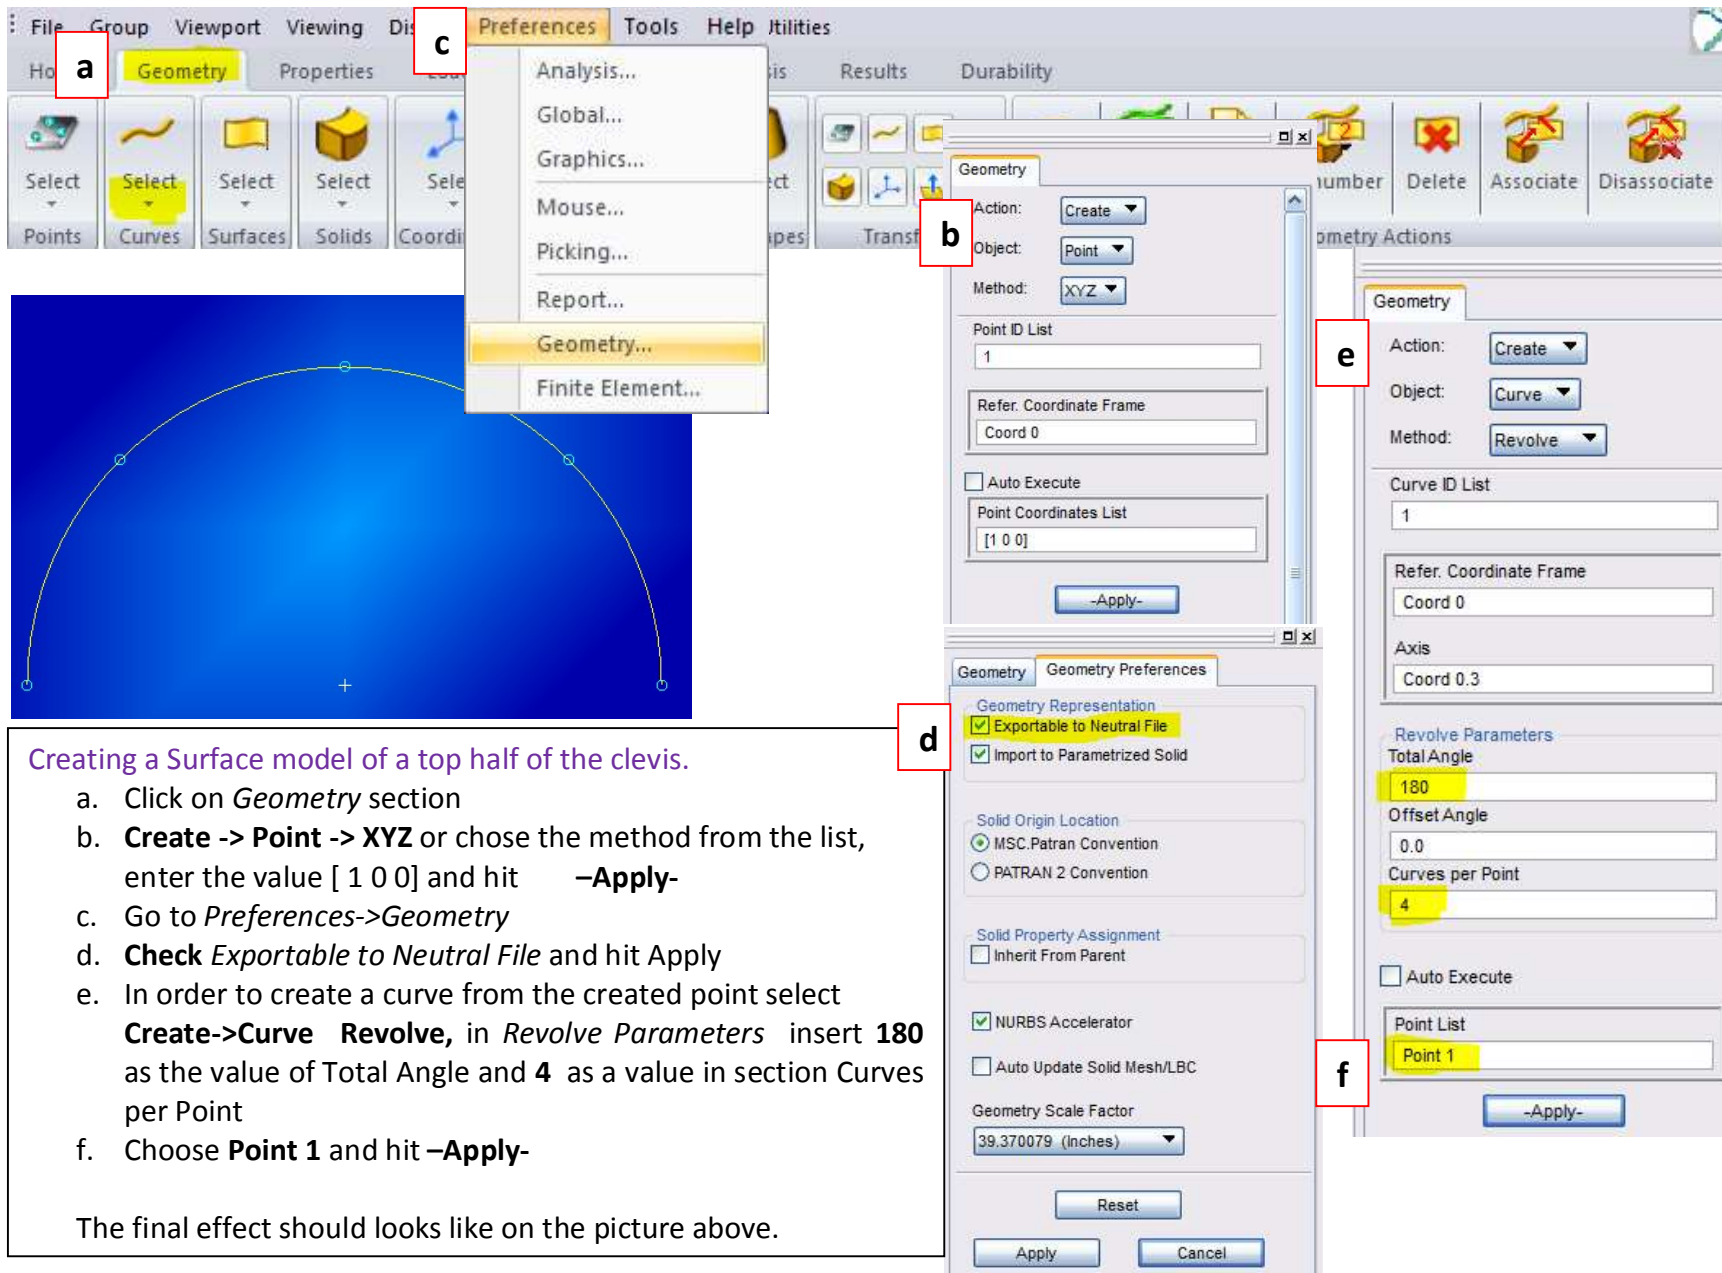 File Group Viewport Viewing Dis Preferences Tools Help Jtilities
c
a
Ho Geometry Properties is Results Durability
Analysis...
Global...
Graphics...
Mouse...
Picking...
Report...
Geometry...
Finite Element...
Select Select Select Select Sele ct umber Delete Associate Disassociate
2
Points Curves Surfaces Solids Coordi pes Transf ometry Actions
b
Geometry
Action: Create
Object: Point
Method: XYZ
Point ID List
1
Refer. Coordinate Frame
Coord 0
Auto Execute
Point Coordinates List
[1 0 0]
-Apply-
e
Geometry
Action: Create
Object: Curve
Method: Revolve
Curve ID List
1
Refer. Coordinate Frame
Coord 0
Axis
Coord 0.3
Revolve Parameters
Total Angle
180
Offset Angle
0.0
Curves per Point
4
Auto Execute
f
Point List
Point 1
-Apply-
d
Geometry Geometry Preferences
Geometry Representation
Exportable to Neutral File
Import to Parametrized Solid
Solid Origin Location
MSC.Patran Convention
PATRAN 2 Convention
Solid Property Assignment
Inherit From Parent
NURBS Accelerator
Auto Update Solid Mesh/LBC
Geometry Scale Factor
39.370079 (Inches)
Reset
Apply Cancel
Creating a Surface model of a top half of the clevis.
a. Click on Geometry section
b. Create -> Point -> XYZ or chose the method from the list,
enter the value [ 1 0 0] and hit –Apply-
c. Go to Preferences->Geometry
d. Check Exportable to Neutral File and hit Apply
e. In order to create a curve from the created point select
Create->Curve Revolve, in Revolve Parameters insert 180
as the value of Total Angle and 4 as a value in section Curves
per Point
f. Choose Point 1 and hit –Apply-
The final effect should looks like on the picture above.